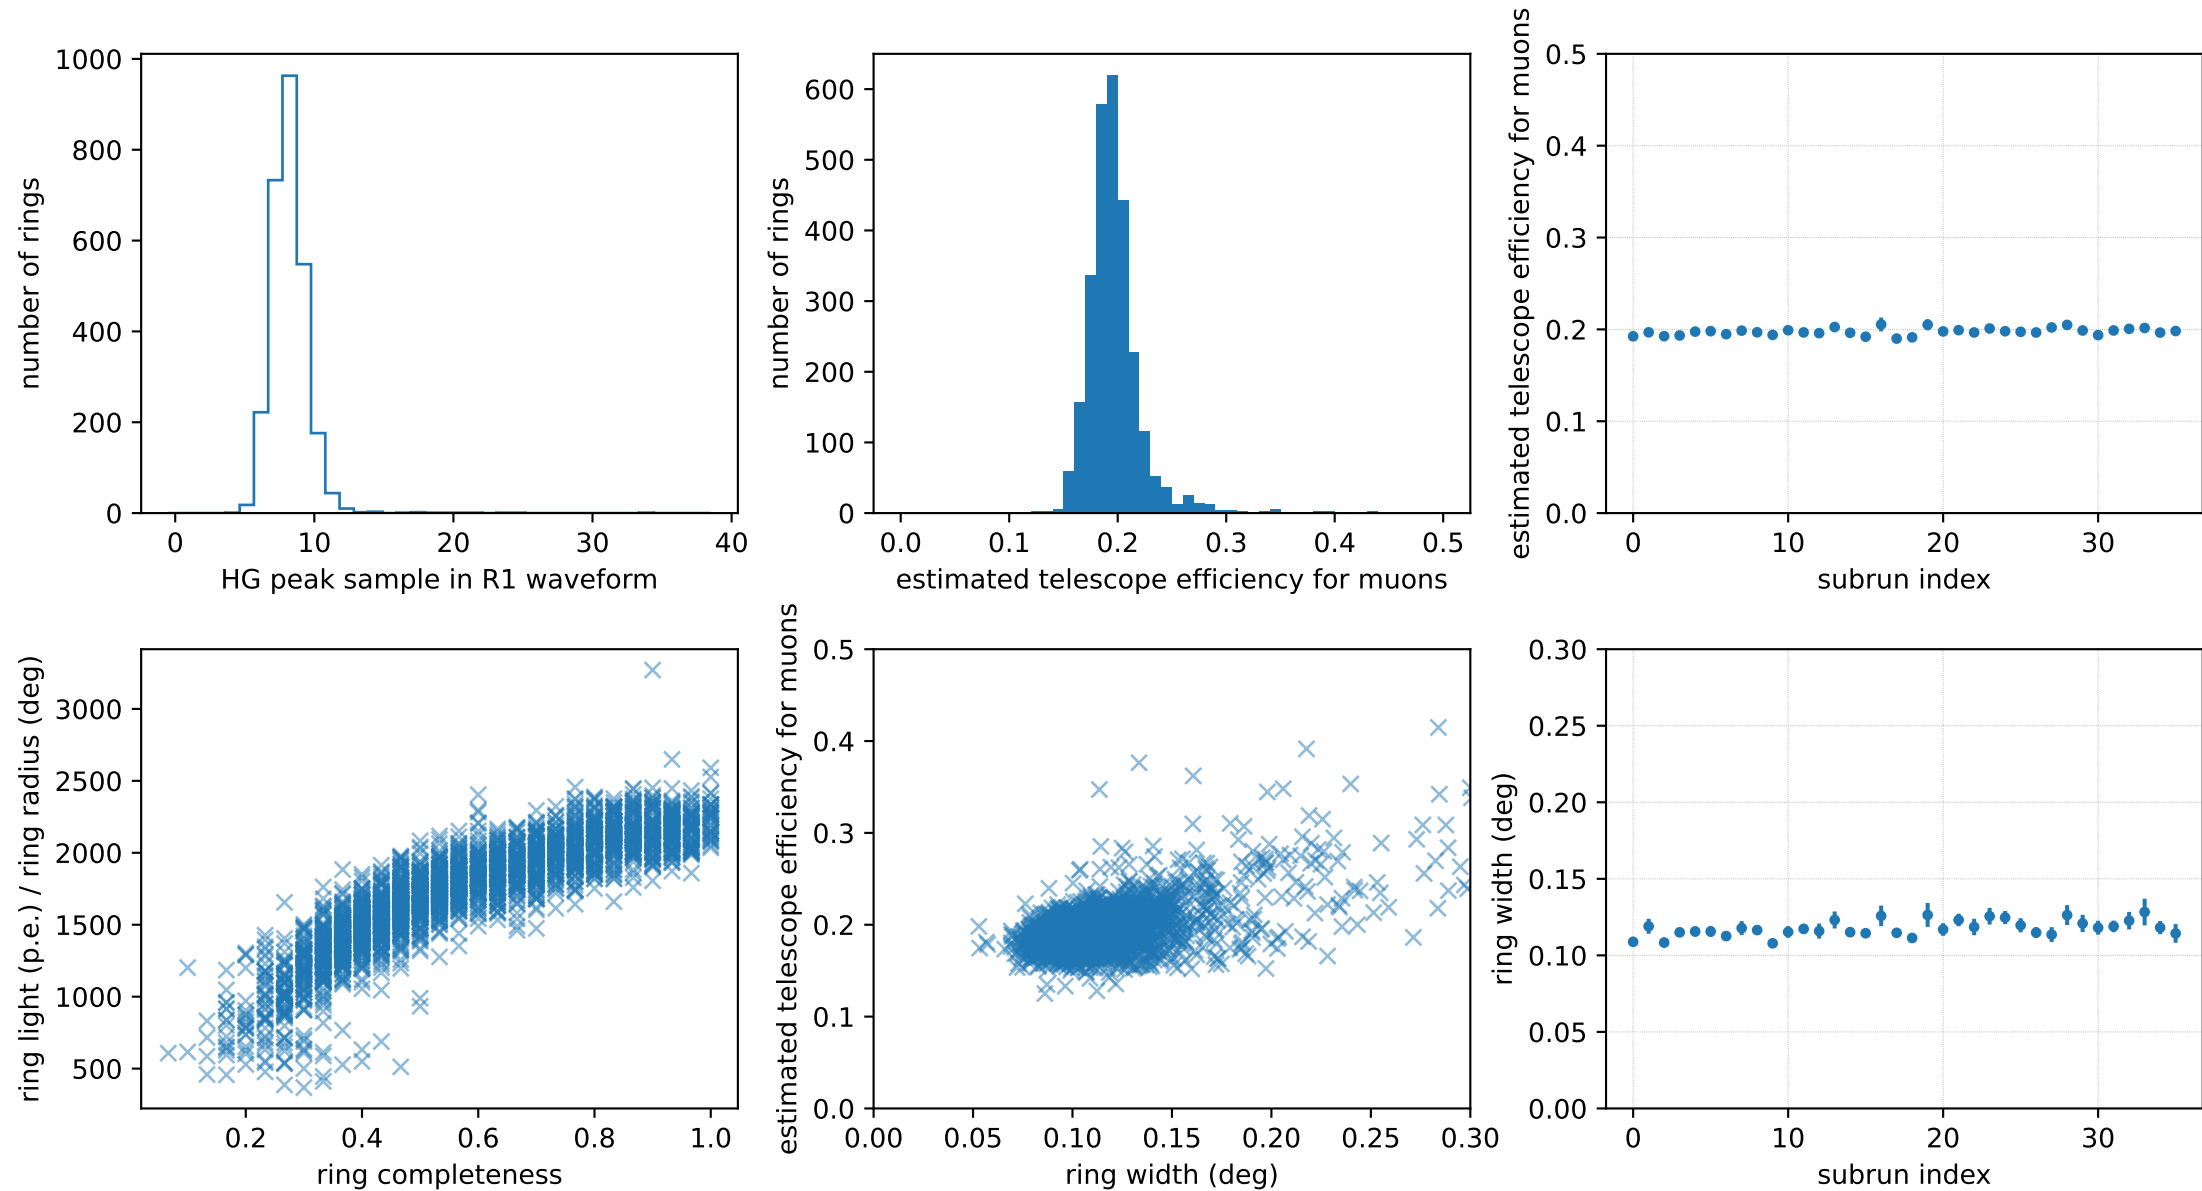 number of rings
1000
800
600
400
200
0
0 10 20 30 40
HG peak sample in R1 waveform
number of rings
600
500
400
300
200
100
0
0.0 0.1 0.2 0.3 0.4 0.5
estimated telescope efficiency for muons
estimated telescope efficiency for muons
0.5
0.4
0.3
0.2
0.1
0.0
0 10 20 30
subrun index
ring light (p.e.) / ring radius (deg)
3000
2500
2000
1500
1000
500
0.2 0.4 0.6 0.8 1.0
ring completeness
estimated telescope efficiency for muons
0.5
0.4
0.3
0.2
0.1
0.0
0.00 0.05 0.10 0.15 0.20 0.25 0.30
ring width (deg)
ring width (deg)
0.30
0.25
0.20
0.15
0.10
0.05
0.00
0 10 20 30
subrun index